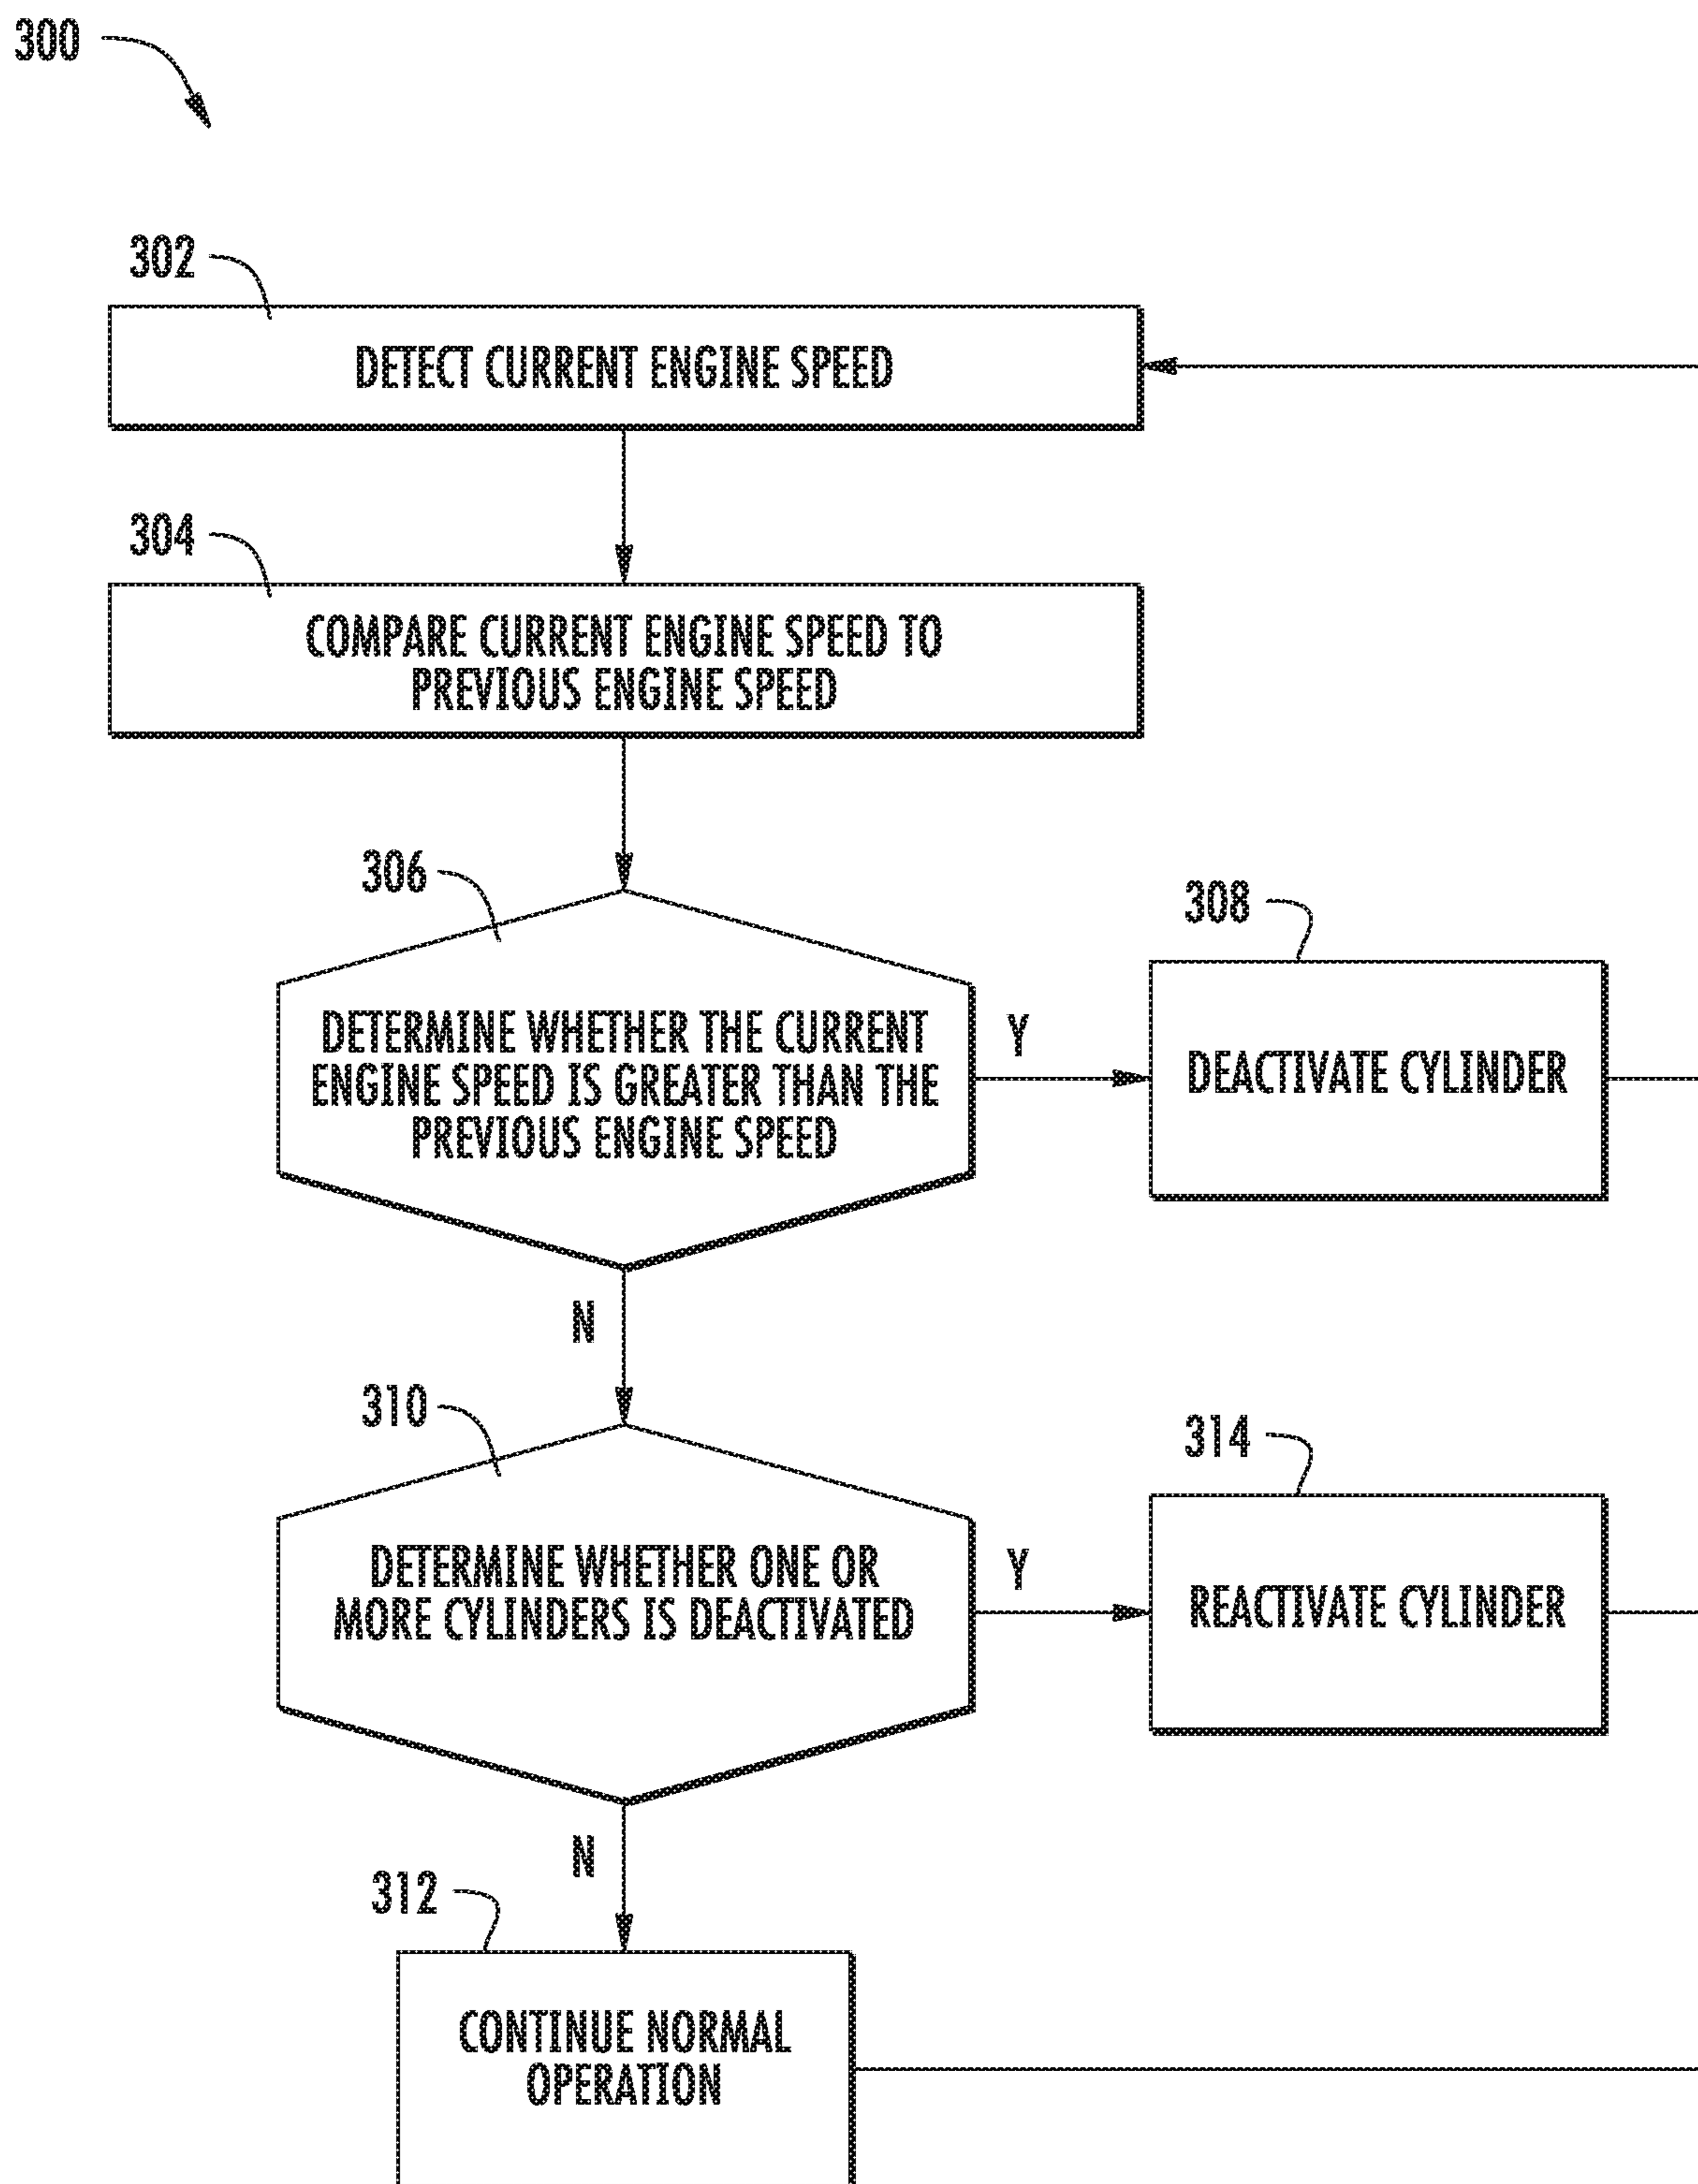 300
302
DETECT CURRENT ENGINE SPEED
304
COMPARE CURRENT ENGINE SPEED TO
PREVIOUS ENGINE SPEED
306
DETERMINE WHETHER THE CURRENT
ENGINE SPEED IS GREATER THAN THE
PREVIOUS ENGINE SPEED
Y
308
DEACTIVATE CYLINDER
N
310
DETERMINE WHETHER ONE OR
MORE CYLINDERS IS DEACTIVATED
Y
314
REACTIVATE CYLINDER
N
312
CONTINUE NORMAL
OPERATION